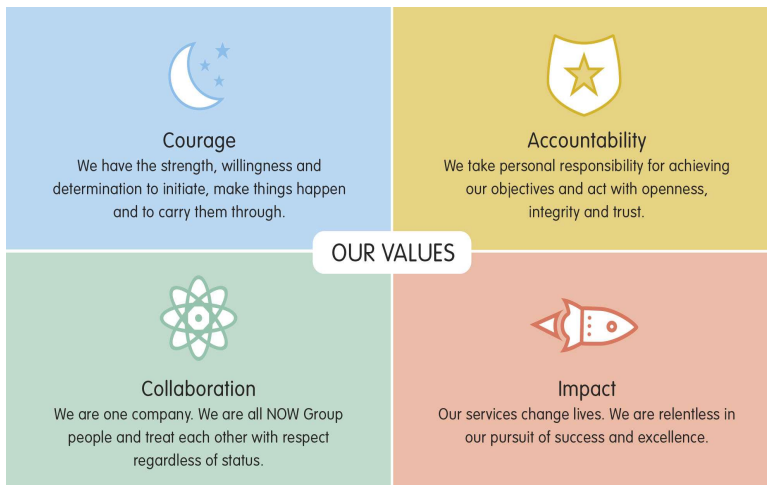 Courage
We have the strength, willingness and
determination to initiate, make things happen
and to carry them through.
Accountability
We take personal responsibility for achieving
our objectives and act with openness,
integrity and trust.
OUR VALUES
Collaboration
We are one company. We are all NOW Group
people and treat each other with respect
regardless of status.
Impact
Our services change lives. We are relentless in
our pursuit of success and excellence.